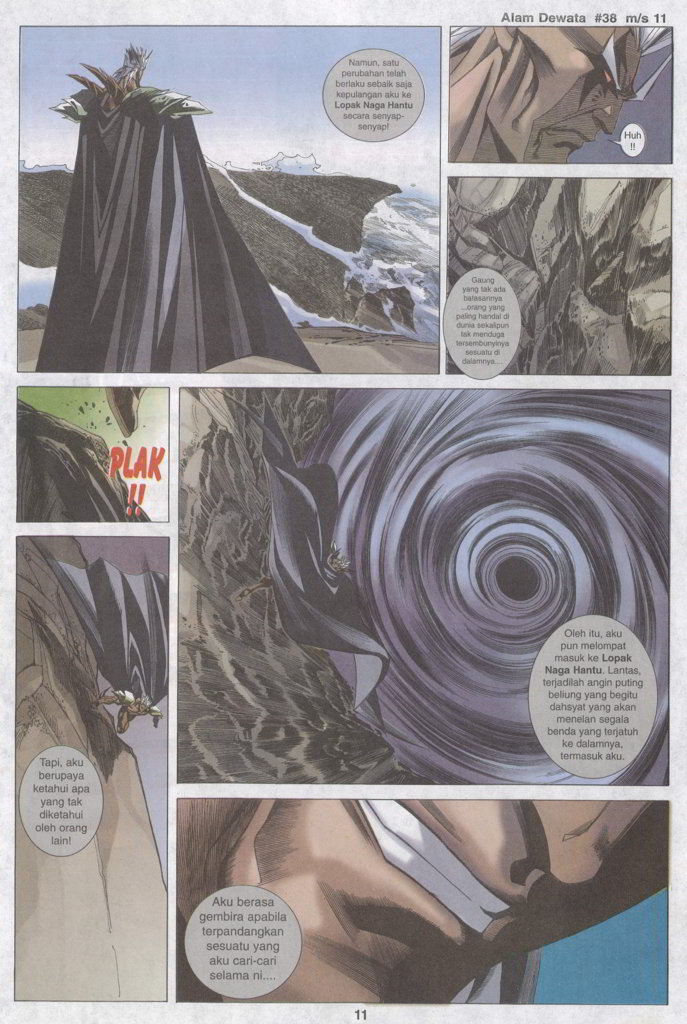 Alam Dewata #38 m/s 11
Namun, satu
perubahan telah
berlaku sebaik saja
kepulangan aku ke
Lopak Naga Hantu
secara senyap-
senyap!
Huh
!!
Gaung
yang tak ada
balasannya
...orang yang
paling handal di
dunia sekalipun
tak menduga
tersembunyinya
sesuatu di
dalamnya....
PLAK
!!
Tapi, aku
berupaya
ketahui apa
yang tak
diketahui
oleh orang
lain!
Oleh itu, aku
pun melompat
masuk ke Lopak
Naga Hantu. Lantas,
terjadilah angin puting
beliung yang begitu
dahsyat yang akan
menelan segala
benda yang terjatuh
ke dalamnya,
termasuk aku.
Aku berasa
gembira apabila
terpandangkan
sesuatu yang
aku cari-cari
selama ni....
11